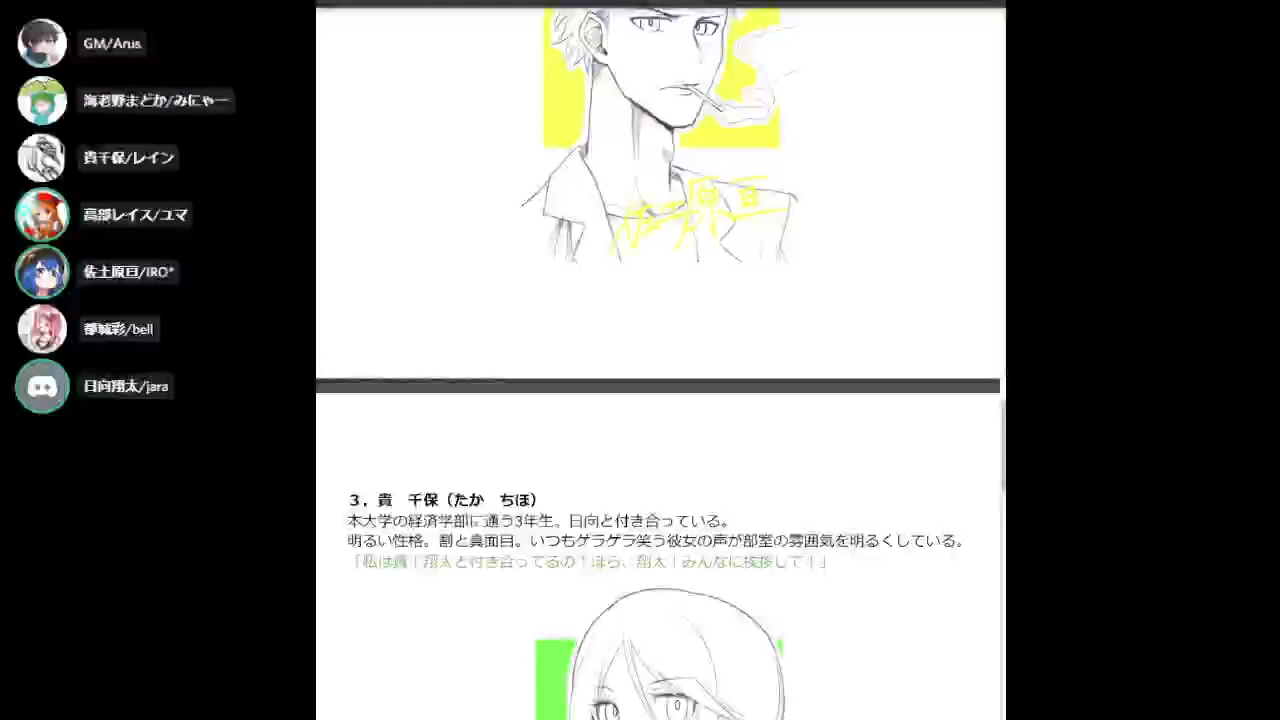 GM/Arus
海老野まどか/みにゃー
貴千保/レイン
高部レイス/ユマ
佐土原亘/IRO*
都城彩/bell
日向翔太/jara
佐土原 亘
3．貴　千保（たか　ちほ）
本大学の経済学部に通う3年生。日向と付き合っている。
明るい性格。割と真面目。いつもゲラゲラ笑う彼女の声が部室の雰囲気を明るくしている。
「私は貴！翔太と付き合ってるの！ほら、翔太！みんなに挨拶して！」